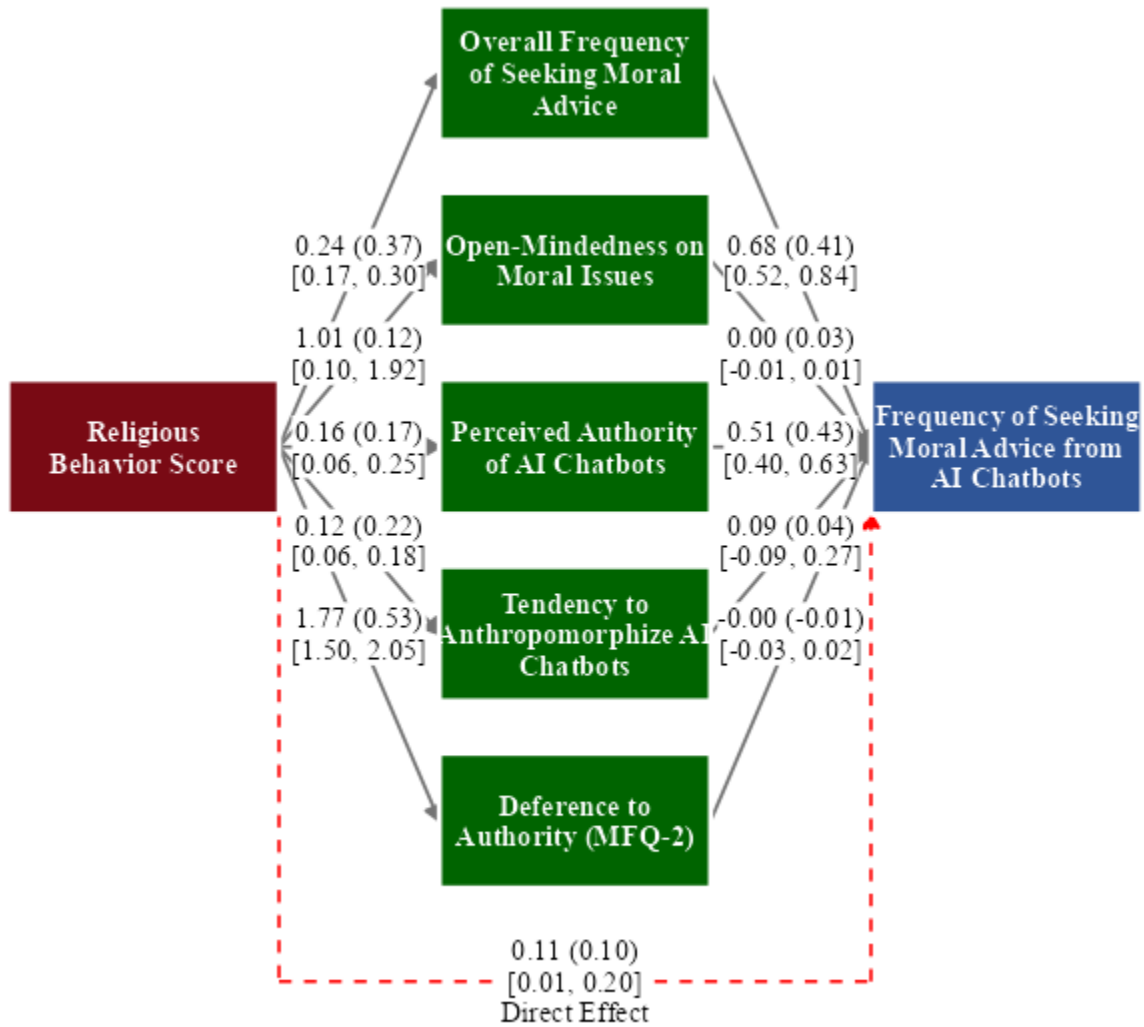 Overall Frequency
of Seeking Moral
Advice
Open-Mindedness on
Moral Issues
Perceived Authority
of AI Chatbots
Tendency to
Anthropomorphize AI
Chatbots
Deference to
Authority (MFQ-2)
Religious
Behavior Score
Frequency of Seeking
Moral Advice from
AI Chatbots
0.24 (0.37)
[0.17, 0.30]
1.01 (0.12)
[0.10, 1.92]
0.16 (0.17)
[0.06, 0.25]
0.12 (0.22)
[0.06, 0.18]
1.77 (0.53)
[1.50, 2.05]
0.68 (0.41)
[0.52, 0.84]
0.00 (0.03)
[-0.01, 0.01]
0.51 (0.43)
[0.40, 0.63]
0.09 (0.04)
[-0.09, 0.27]
-0.00 (-0.01)
[-0.03, 0.02]
0.11 (0.10)
[0.01, 0.20]
Direct Effect